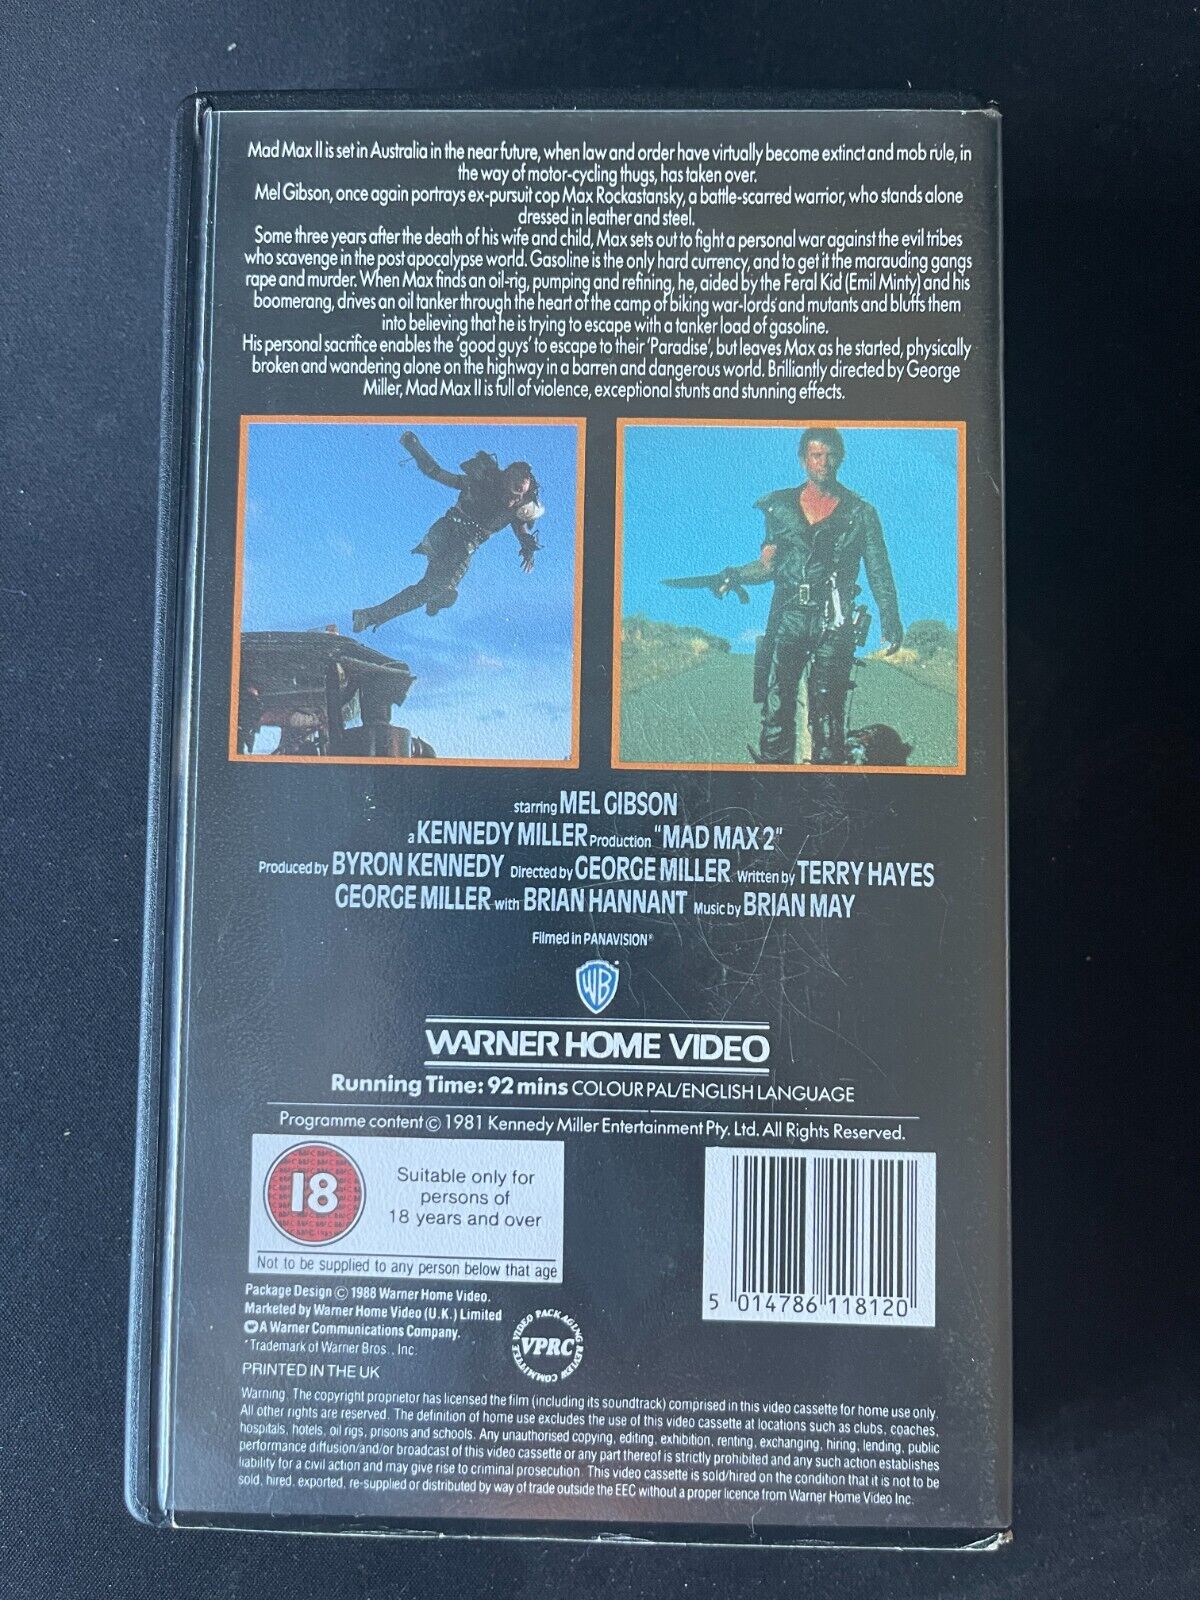 Mad Max II is set in Australia in the near future, when law and order have virtually become extinct and mob rule, in
the way of motor-cycling thugs, has taken over.
Mel Gibson, once again portrays ex-pursuit cop Max Rockastansky, a battle-scarred warrior, who stands alone
dressed in leather and steel.
Some three years after the death of his wife and child, Max sets out to fight a personal war against the evil tribes
who scavenge in the post apocalypse world. Gasoline is the only hard currency, and to get it the marauding gangs
rape and murder. When Max finds an oil-rig, pumping and refining, he, aided by the Feral Kid (Emil Minty) and his
boomerang, drives an oil tanker through the heart of the camp of biking war-lords and mutants and bluffs them
into believing that he is trying to escape with a tanker load of gasoline.
His personal sacrifice enables the 'good guys' to escape to their 'Paradise', but leaves Max as he started, physically
broken and wandering alone on the highway in a barren and dangerous world. Brilliantly directed by George
Miller, Mad Max II is full of violence, exceptional stunts and stunning effects.
starring MEL GIBSON
a KENNEDY MILLER Production "MAD MAX 2"
Produced by BYRON KENNEDY Directed by GEORGE MILLER Written by TERRY HAYES
GEORGE MILLER with BRIAN HANNANT Music by BRIAN MAY
Filmed in PANAVISION®
WB
WARNER HOME VIDEO
Running Time: 92 mins COLOUR PAL/ENGLISH LANGUAGE
Programme content © 1981 Kennedy Miller Entertainment Pty. Ltd. All Rights Reserved.
18
Suitable only for
persons of
18 years and over
Not to be supplied to any person below that age
5 014786 118120
Package Design © 1988 Warner Home Video.
Marketed by Warner Home Video (U.K.) Limited
A Warner Communications Company.
*Trademark of Warner Bros., Inc.
PRINTED IN THE UK
VIDEO PACKAGING REVIEW COMMITTEE
VPRC
Warning. The copyright proprietor has licensed the film (including its soundtrack) comprised in this video cassette for home use only.
All other rights are reserved. The definition of home use excludes the use of this video cassette at locations such as clubs, coaches,
hospitals, hotels, oil rigs, prisons and schools. Any unauthorised copying, editing, exhibition, renting, exchanging, hiring, lending, public
performance diffusion/and/or broadcast of this video cassette or any part thereof is strictly prohibited and any such action establishes
liability for a civil action and may give rise to criminal prosecution. This video cassette is sold/hired on the condition that it is not to be
sold, hired, exported, re-supplied or distributed by way of trade outside the EEC without a proper licence from Warner Home Video Inc.